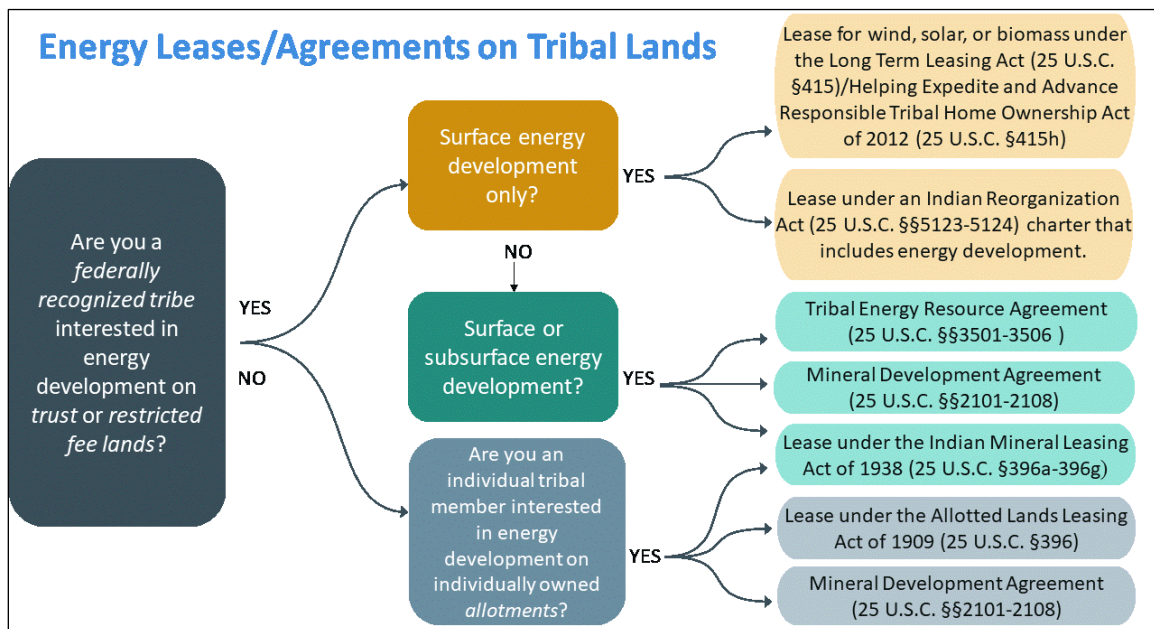 Energy Leases/Agreements on Tribal Lands
Are you a
federally
recognized tribe
interested in
energy
development on
trust or restricted
fee lands?
YES
NO
Surface energy
development
only?
YES
NO
Surface or
subsurface energy
development?
YES
Are you an
individual tribal
member interested
in energy
development on
individually owned
allotments?
YES
Lease for wind, solar, or biomass under
the Long Term Leasing Act (25 U.S.C.
§415)/Helping Expedite and Advance
Responsible Tribal Home Ownership Act
of 2012 (25 U.S.C. §415h)
Lease under an Indian Reorganization
Act (25 U.S.C. §§5123-5124) charter that
includes energy development.
Tribal Energy Resource Agreement
(25 U.S.C. §§3501-3506 )
Mineral Development Agreement
(25 U.S.C. §§2101-2108)
Lease under the Indian Mineral Leasing
Act of 1938 (25 U.S.C. §396a-396g)
Lease under the Allotted Lands Leasing
Act of 1909 (25 U.S.C. §396)
Mineral Development Agreement
(25 U.S.C. §§2101-2108)